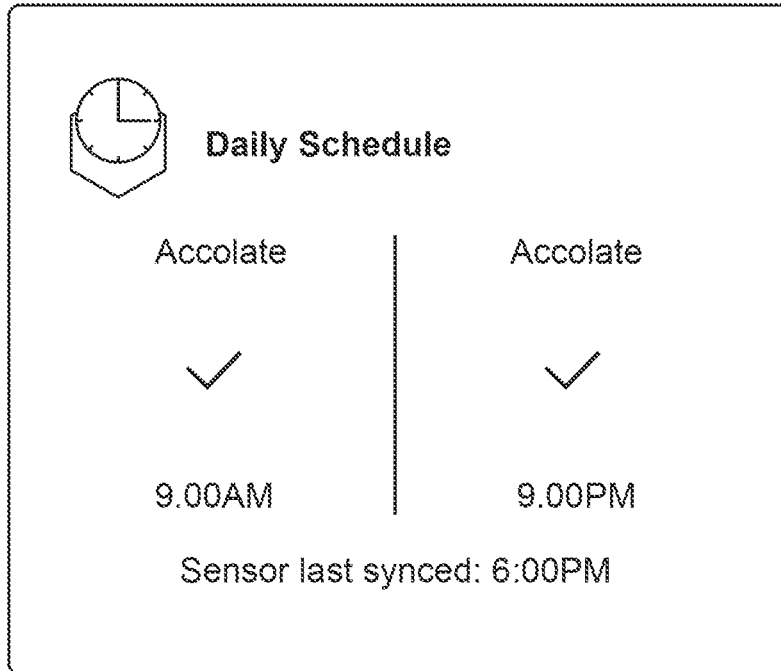 Daily Schedule
Accolate Accolate
9.00AM 9.00PM
Sensor last synced: 6:00PM